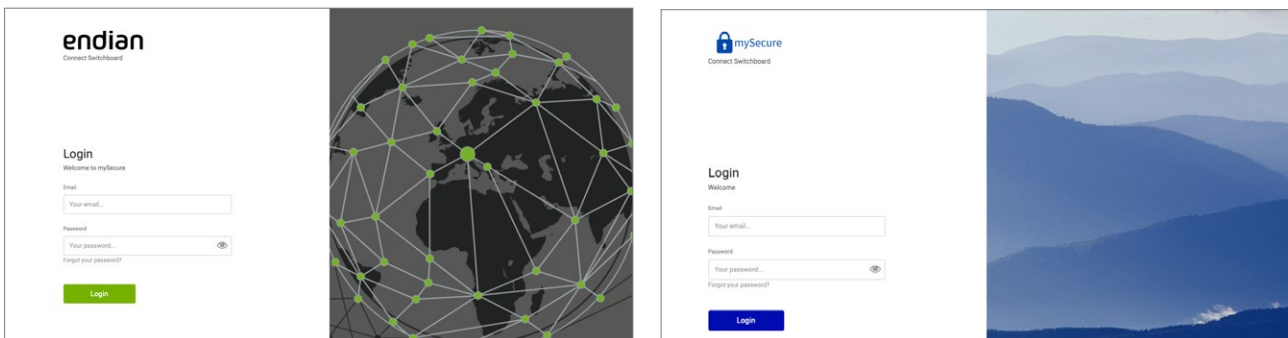 endian
Connect Switchboard
Login
Welcome to mySecure
Email
Your email...
Password
Your password...
Forgot your password?
Login
mySecure
Connect Switchboard
Login
Welcome
Email
Your email...
Password
Your password...
Forgot your password?
Login